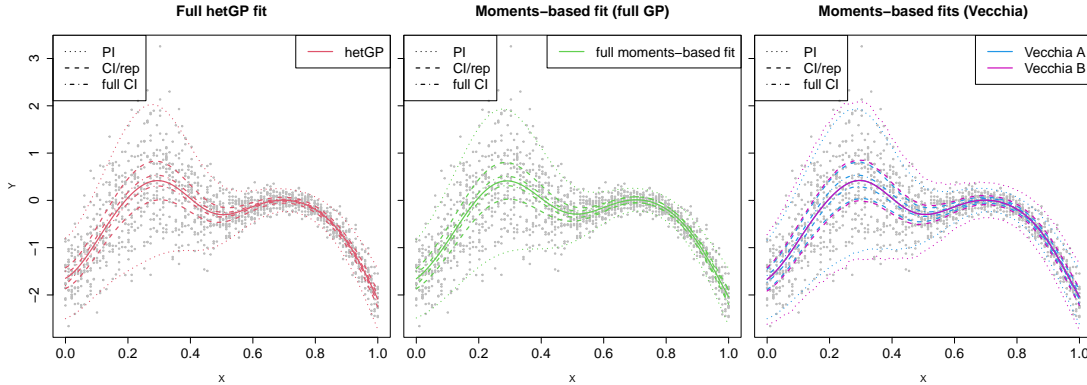 Full hetGP fit
PI
CI/rep
full CI
hetGP
Y
3
2
1
0
−1
−2
0.0 0.2 0.4 0.6 0.8 1.0
X
Moments−based fit (full GP)
PI
CI/rep
full CI
full moments−based fit
0.0 0.2 0.4 0.6 0.8 1.0
X
Moments−based fits (Vecchia)
PI
CI/rep
full CI
Vecchia A
Vecchia B
0.0 0.2 0.4 0.6 0.8 1.0
X